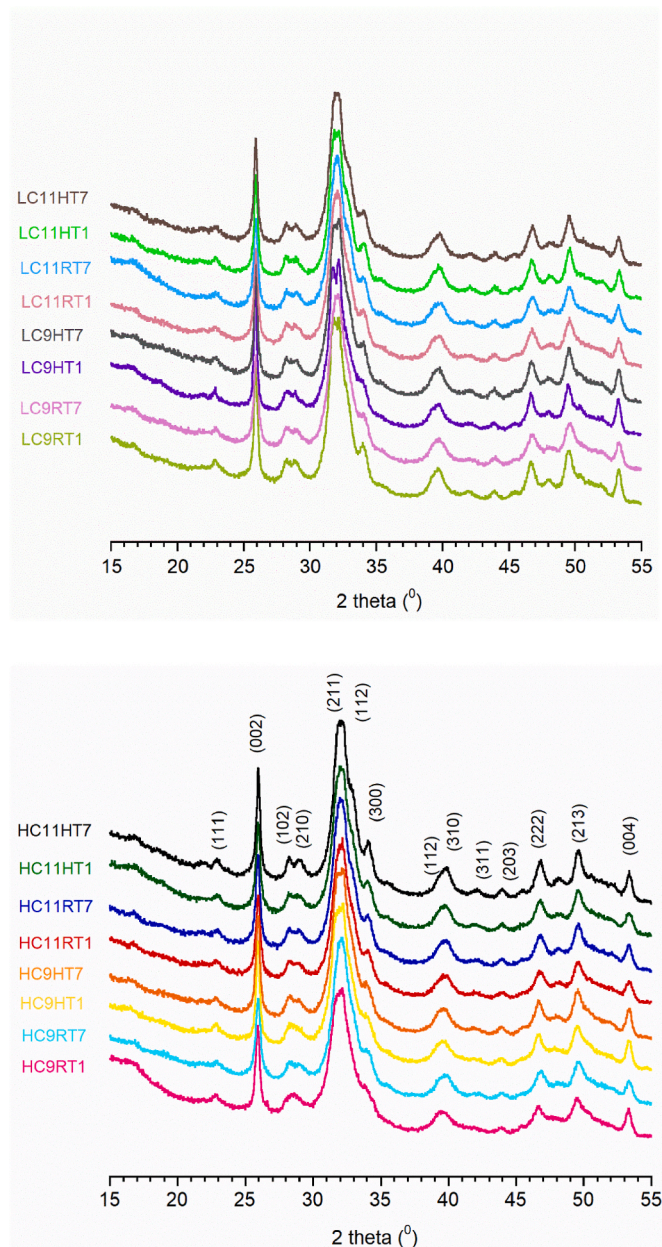 LC11HT7
LC11HT1
LC11RT7
LC11RT1
LC9HT7
LC9HT1
LC9RT7
LC9RT1
15 20 25 30 35 40 45 50 55
2 theta (⁰)
(002)
(211)
(112)
(111)
(102)
(210)
(300)
(112)
(310)
(311)
(203)
(222)
(213)
(004)
HC11HT7
HC11HT1
HC11RT7
HC11RT1
HC9HT7
HC9HT1
HC9RT7
HC9RT1
15 20 25 32 35 40 45 50 55
2 theta (⁰)